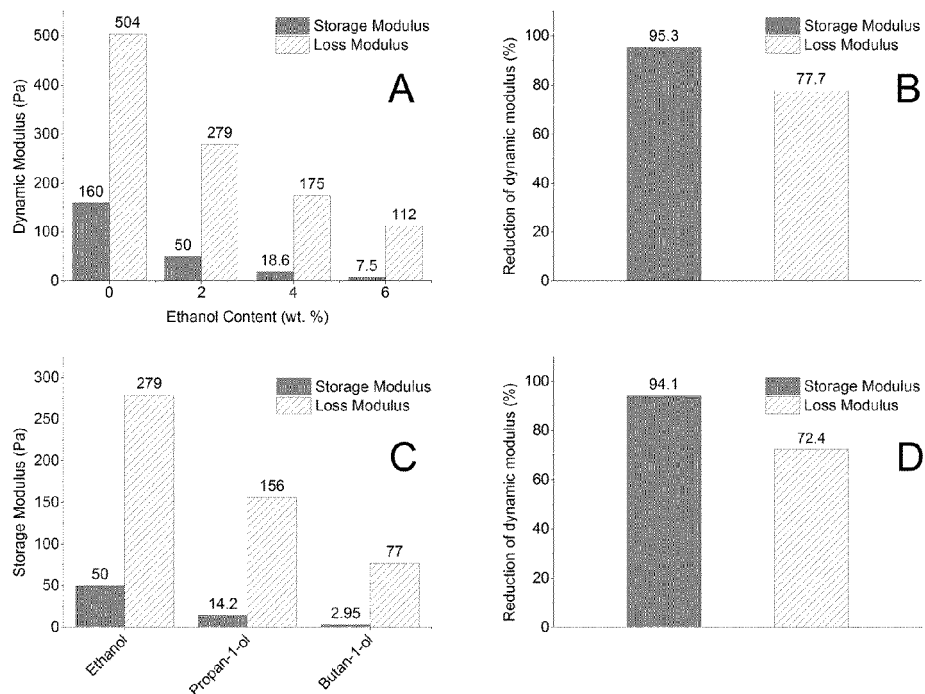 504
500
Storage Modulus
Loss Modulus
A
400
Dynamic Modulus (Pa)
300
279
200
160
175
112
100
50
18.6
7.5
0
0
2
4
6
Ethanol Content (wt. %)
100
95.3
Storage Modulus
Loss Modulus
B
Reduction of dynamic modulus (%)
80
77.7
60
40
20
0
300
279
Storage Modulus
Loss Modulus
C
250
Storage Modulus (Pa)
200
156
150
100
77
50
50
14.2
2.95
0
Ethanol
Propan-1-ol
Butan-1-ol
100
94.1
Storage Modulus
Loss Modulus
D
Reduction of dynamic modulus (%)
80
72.4
60
40
20
0